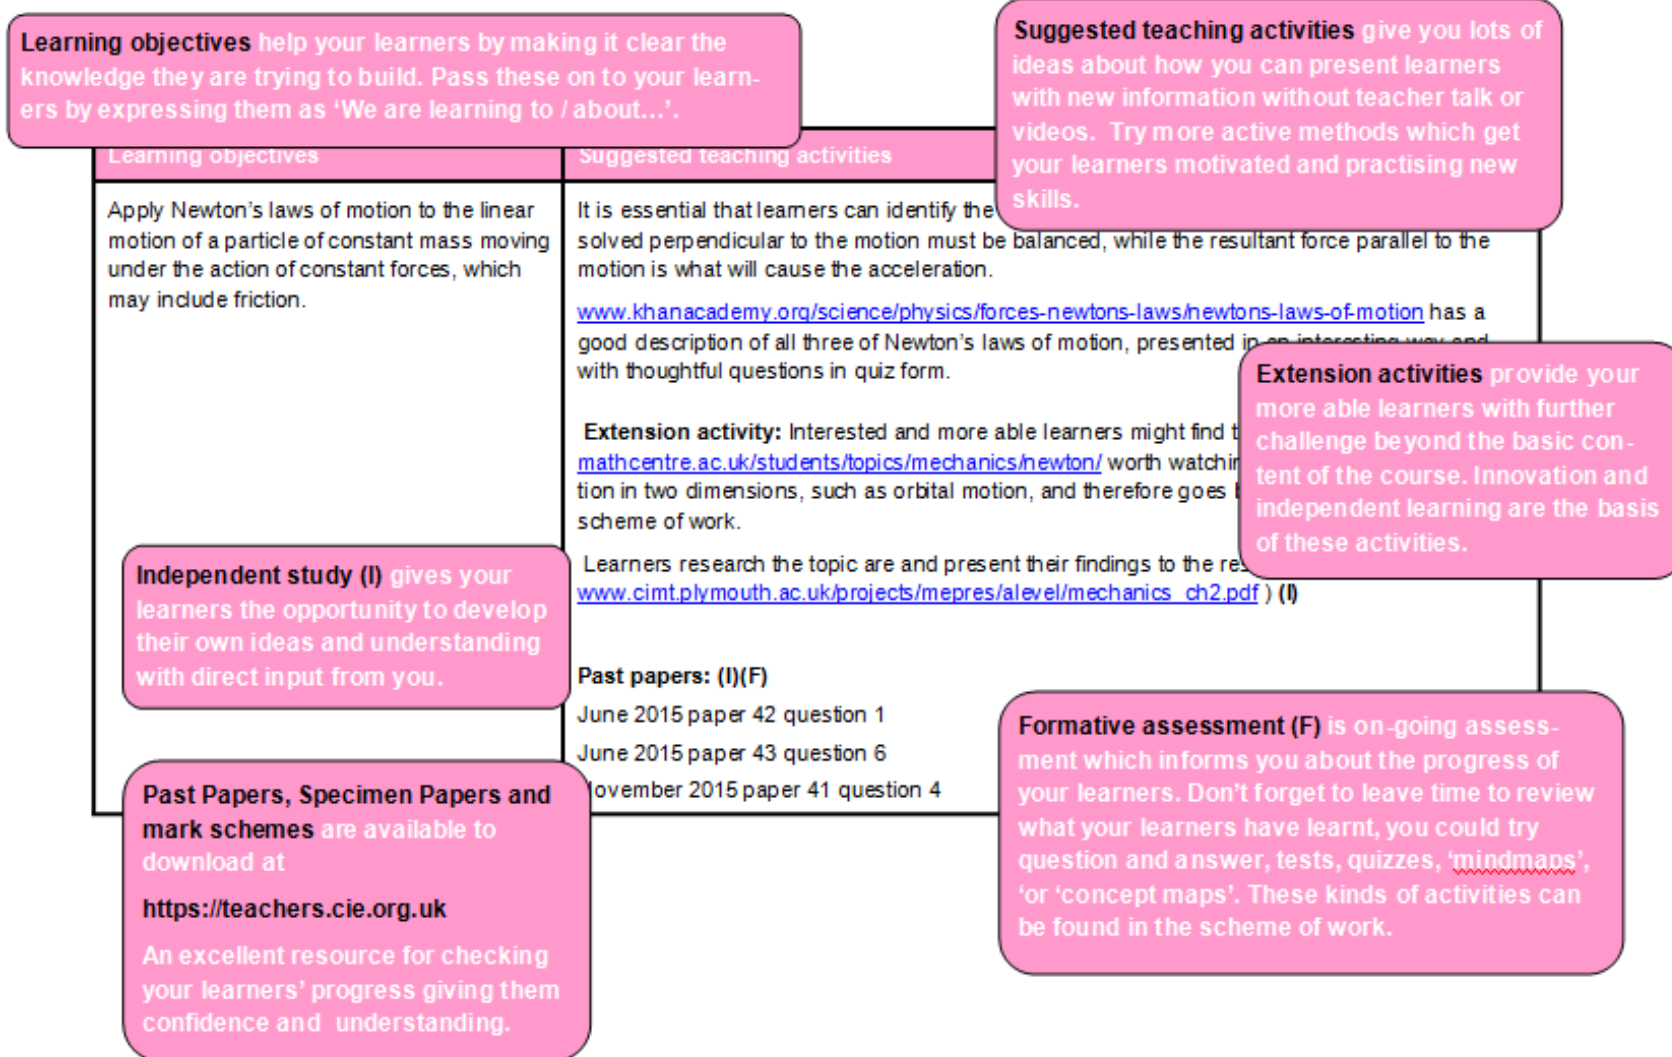 Learning objectives help your learners by making it clear the
knowledge they are trying to build. Pass these on to your learn-
ers by expressing them as ‘We are learning to / about...’.
Suggested teaching activities give you lots of
ideas about how you can present learners
with new information without teacher talk or
videos.  Try more active methods which get
your learners motivated and practising new
skills.
Learning objectives
Suggested teaching activities
Apply Newton’s laws of motion to the linear
motion of a particle of constant mass moving
under the action of constant forces, which
may include friction.
It is essential that learners can identify the
solved perpendicular to the motion must be balanced, while the resultant force parallel to the
motion is what will cause the acceleration.
www.khanacademy.org/science/physics/forces-newtons-laws/newtons-laws-of-motion has a
good description of all three of Newton’s laws of motion, presented in an interesting way and
with thoughtful questions in quiz form.
Extension activity: Interested and more able learners might find
mathcentre.ac.uk/students/topics/mechanics/newton/ worth
tion in two dimensions, such as orbital motion, and therefore goes
scheme of work.
Learners research the topic are and present their findings to the
www.cimt.plymouth.ac.uk/projects/mepres/alevel/mechanics_ch2.pdf ) (I)
Past papers: (I)(F)
June 2015 paper 42 question 1
June 2015 paper 43 question 6
November 2015 paper 41 question 4
Extension activities provide your
more able learners with further
challenge beyond the basic con-
tent of the course. Innovation and
independent learning are the basis
of these activities.
Independent study (I) gives your
learners the opportunity to develop
their own ideas and understanding
with direct input from you.
Formative assessment (F) is on-going assess-
ment which informs you about the progress of
your learners. Don’t forget to leave time to review
what your learners have learnt, you could try
question and answer, tests, quizzes, ‘mindmaps’,
‘or ‘concept maps’. These kinds of activities can
be found in the scheme of work.
Past Papers, Specimen Papers and
mark schemes are available to
download at
https://teachers.cie.org.uk
An excellent resource for checking
your learners’ progress giving them
confidence and  understanding.